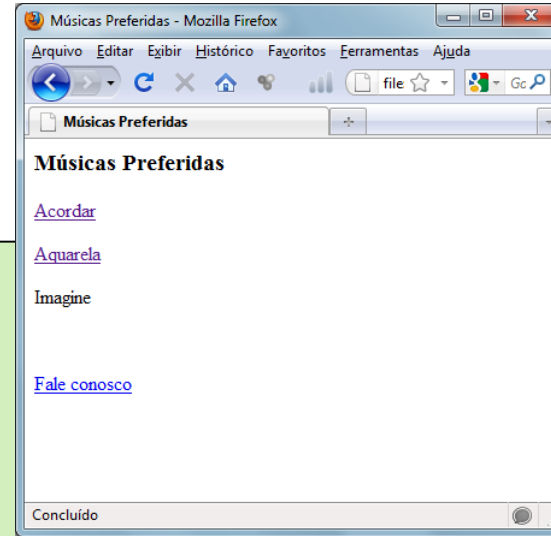 Músicas Preferidas - Mozilla Firefox
Arquivo Editar Exibir Histórico Favoritos Ferramentas Ajuda
file Gc
Músicas Preferidas
Músicas Preferidas
Acordar
Aquarela
Imagine
Fale conosco
Concluído